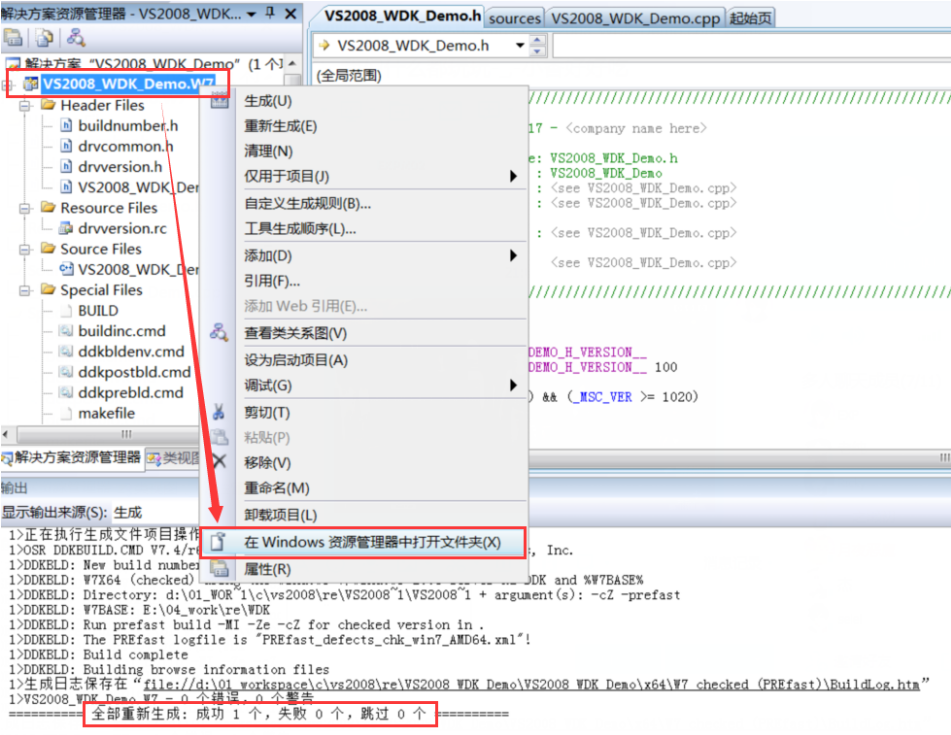 解决方案资源管理器 - VS2008_WDK...
VS2008_WDK_Demo.h
sources
VS2008_WDK_Demo.cpp
起始页
VS2008_WDK_Demo.h
(全局范围)
解决方案 “VS2008_WDK_Demo” (1 个
VS2008_WDK_Demo.W7
Header Files
buildnumber.h
drvcommon.h
drvversion.h
VS2008_WDK_Der
Resource Files
drvversion.rc
Source Files
VS2008_WDK_Der
Special Files
BUILD
buildinc.cmd
ddkbldenv.cmd
ddkpostbld.cmd
ddkprebld.cmd
makefile
解决方案资源管理器
类视图
生成(U)
重新生成(E)
清理(N)
仅用于项目(J)
自定义生成规则(B)...
工具生成顺序(L)...
添加(D)
引用(F)...
添加 Web 引用(E)...
查看类关系图(V)
设为启动项目(A)
调试(G)
剪切(T)
粘贴(P)
移除(V)
重命名(M)
卸载项目(L)
在 Windows 资源管理器中打开文件夹(X)
属性(R)
////////////////////////////////////////////////////////
17 - <company name here>
e: VS2008_WDK_Demo.h
: VS2008_WDK_Demo
: <see VS2008_WDK_Demo.cpp>
: <see VS2008_WDK_Demo.cpp>
: <see VS2008_WDK_Demo.cpp>
<see VS2008_WDK_Demo.cpp>
////////////////////////////////////////////////////////
DEMO_H_VERSION__
DEMO_H_VERSION__ 100
) && (_MSC_VER >= 1020)
输出
显示输出来源(S): 生成
1>正在执行生成文件项目操作
1>OSR DDKBUILD.CMD V7.4/r
, Inc.
1>DDKBLD: New build number
1>DDKBLD: W7X64 (checked)
DDK and %W7BASE%
1>DDKBLD: Directory: d:\01_WOR~1\c\vs2008\re\VS2008~1\VS2008~1 + argument(s): -cZ -prefast
1>DDKBLD: W7BASE: E:\04_work\re\WDK
1>DDKBLD: Run prefast build -MI -Ze -cZ for checked version in .
1>DDKBLD: The PREfast logfile is "PREfast_defects_chk_win7_AMD64.xml"!
1>DDKBLD: Build complete
1>DDKBLD: Building browse information files
1>生成日志保存在“file://d:\01_workspace\c\vs2008\re\VS2008_WDK_Demo\VS2008_WDK_Demo\x64\W7 checked (PREfast)\BuildLog.htm”
1>VS2008_WDK_Demo.W7 - 0 个错误，0 个警告
========== 全部重新生成: 成功 1 个，失败 0 个，跳过 0 个 ==========